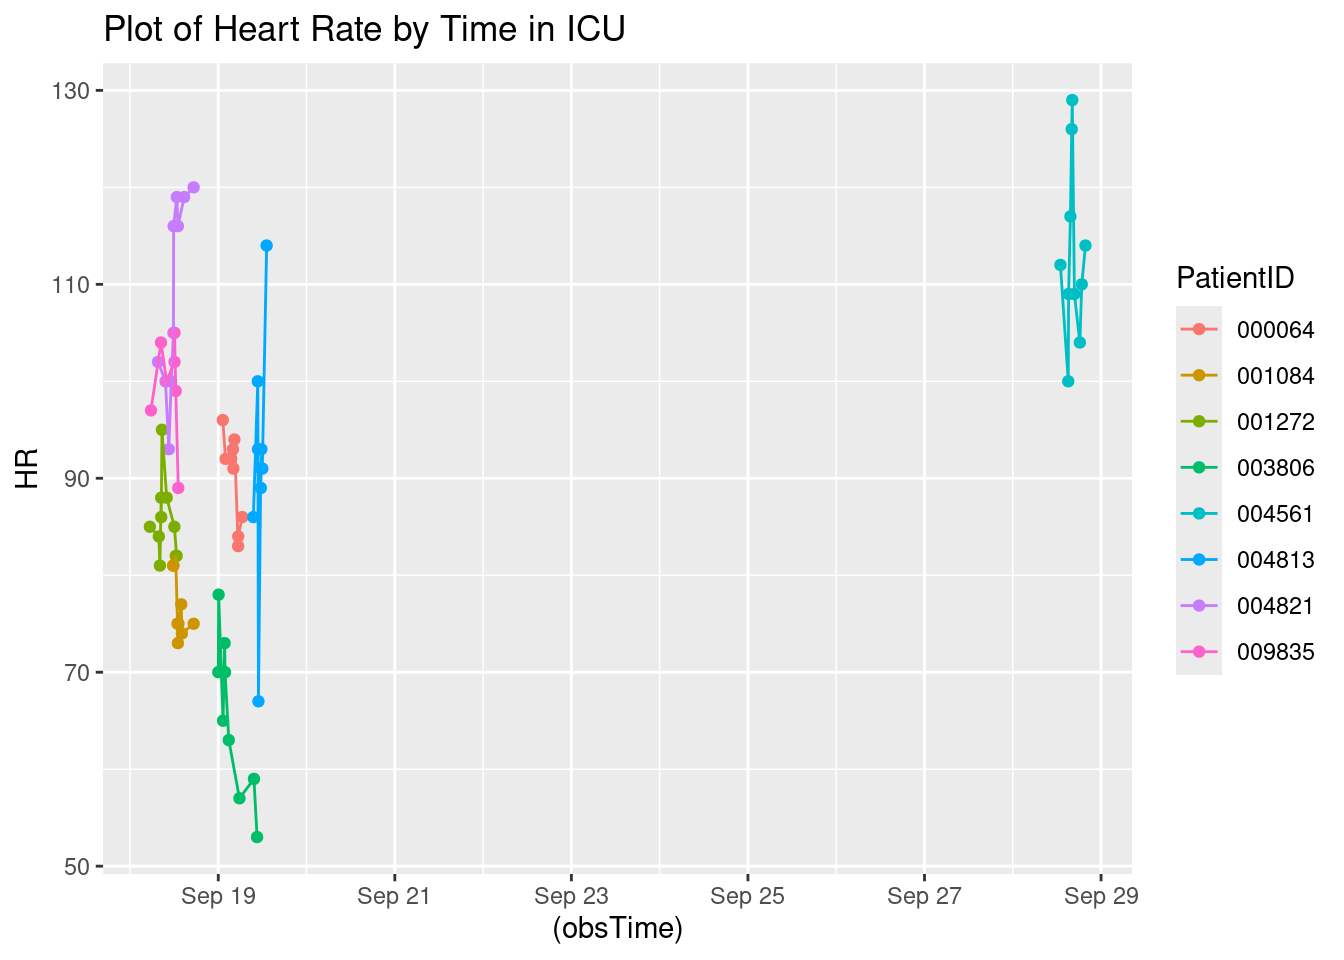 Plot of Heart Rate by Time in ICU
130
110
90
70
50
HR
Sep 19
Sep 21
Sep 23
Sep 25
Sep 27
Sep 29
(obsTime)
PatientID
000064
001084
001272
003806
004561
004813
004821
009835